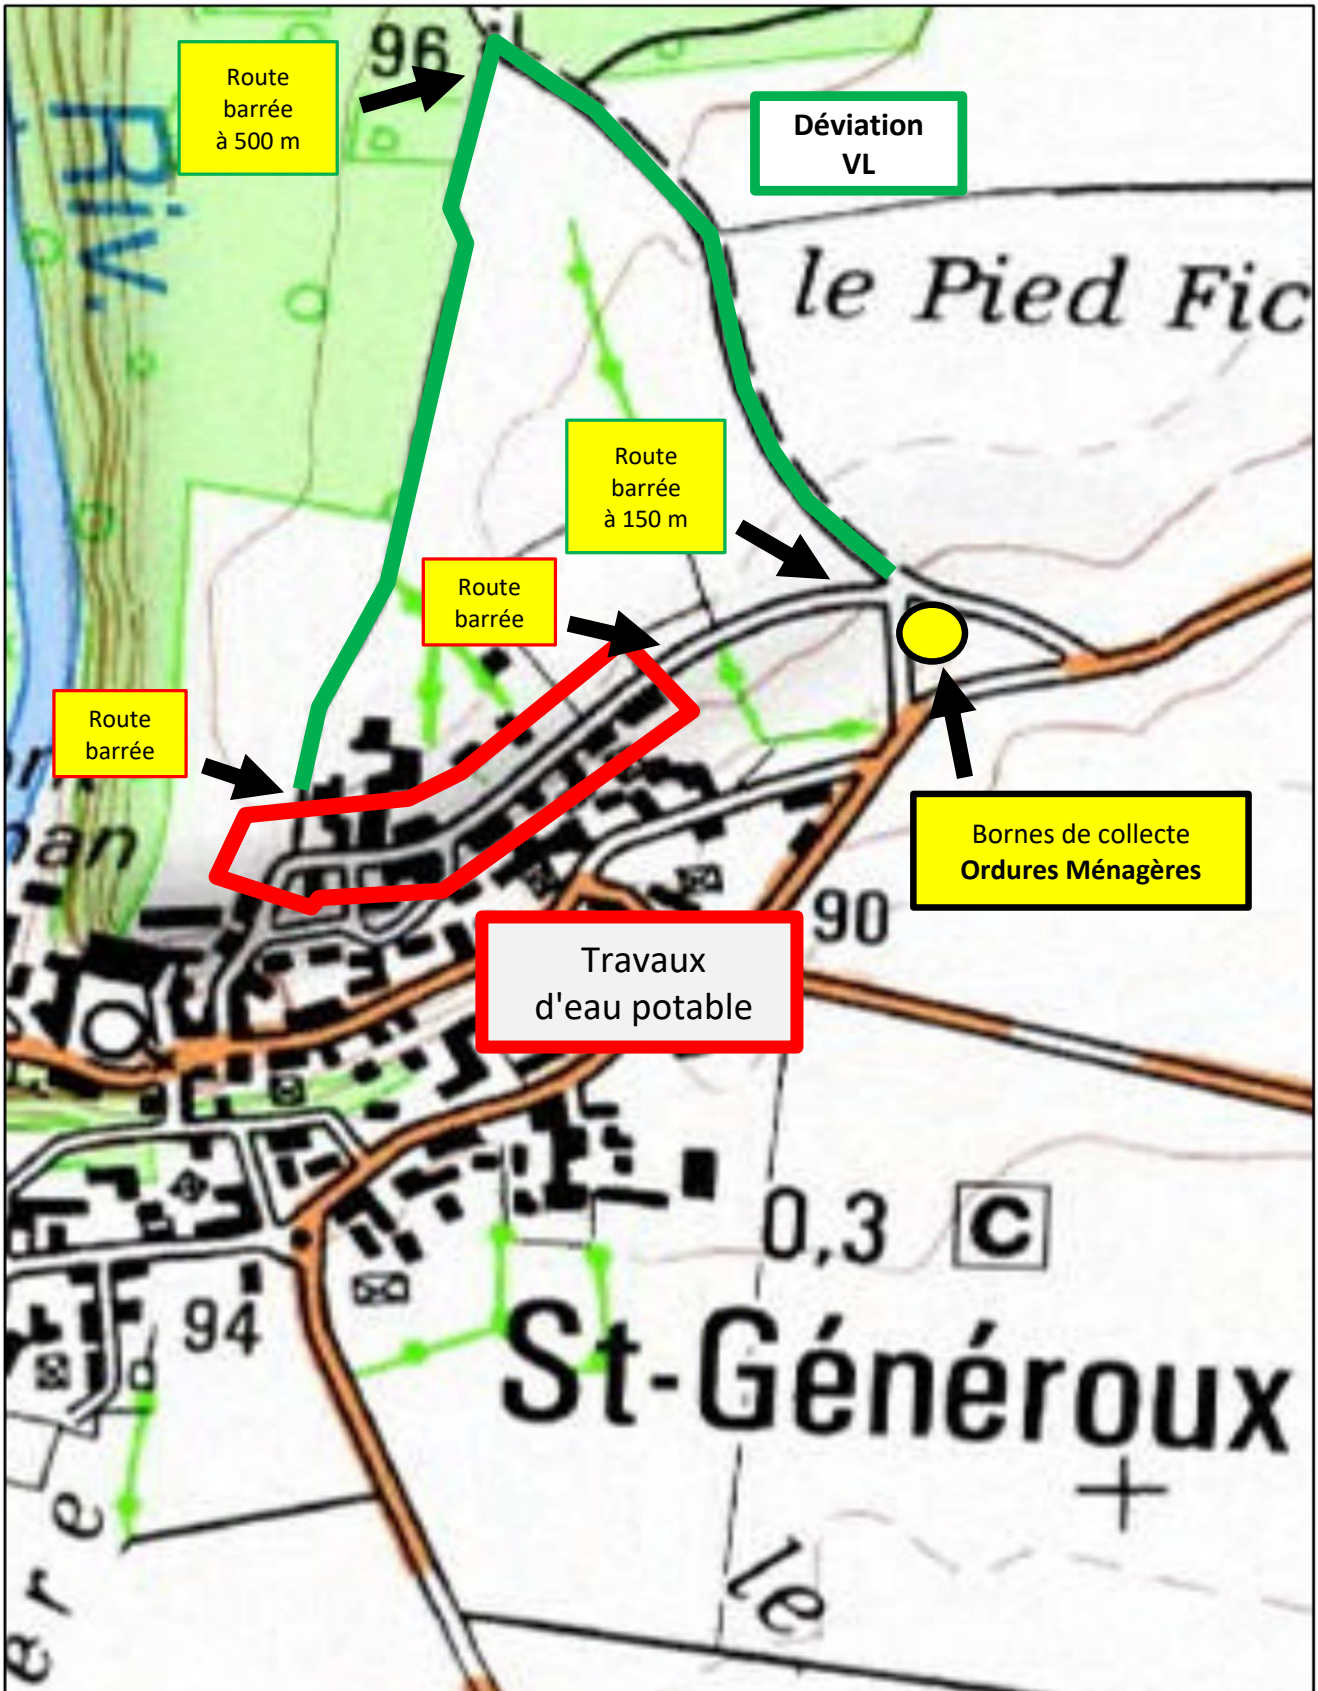 96
Route
barrée
à 500 m
Déviation
VL
Riv.
le Pied Fic
Route
barrée
à 150 m
Route
barrée
Route
barrée
Bornes de collecte
Ordures Ménagères
90
Travaux
d'eau potable
0,3 C
94
St-Généroux
le